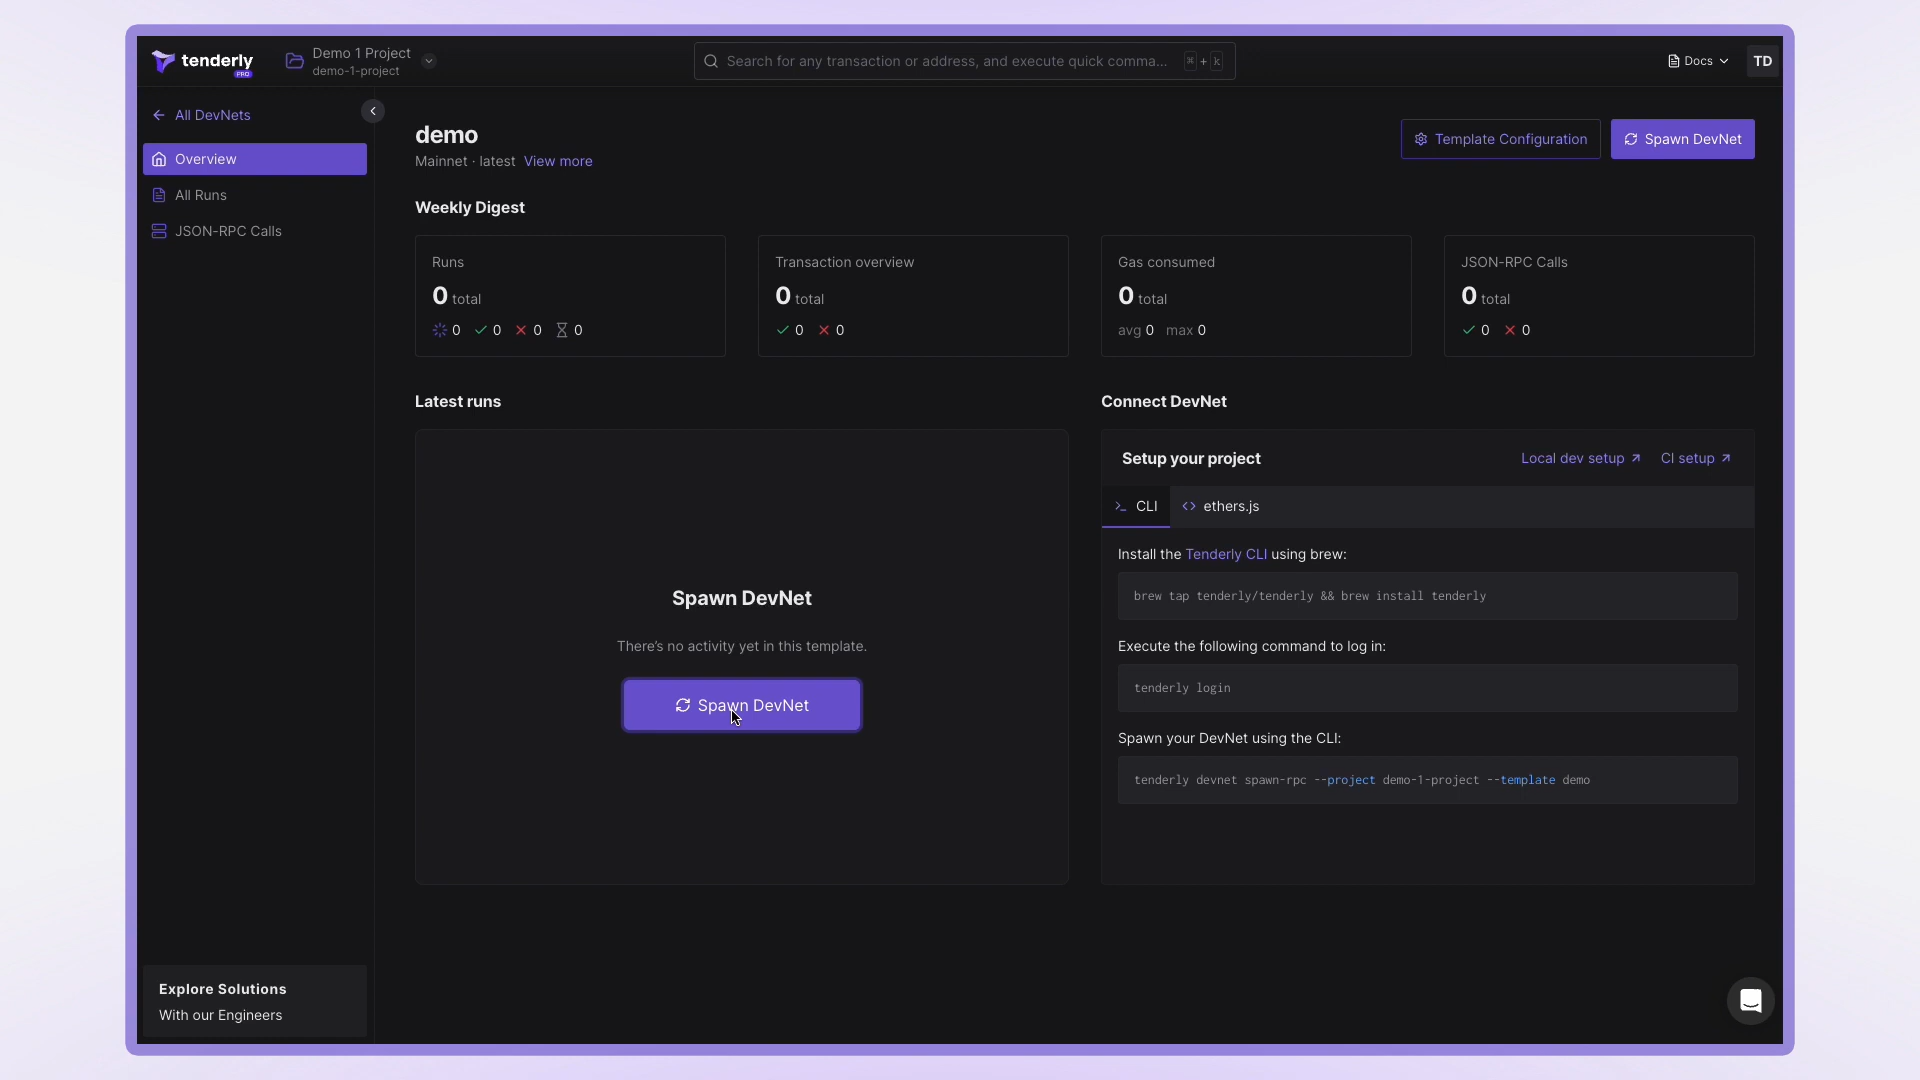 tenderly
PRO
Demo 1 Project
demo-1-project
Search for any transaction or address, and execute quick comma...
⌘ + k
Docs
TD
All DevNets
Overview
All Runs
JSON-RPC Calls
demo
Mainnet · latest View more
Template Configuration
Spawn DevNet
Weekly Digest
Runs
0 total
0 0 0 0
Transaction overview
0 total
0 0
Gas consumed
0 total
avg 0 max 0
JSON-RPC Calls
0 total
0 0
Latest runs
Spawn DevNet
There's no activity yet in this template.
Spawn DevNet
Connect DevNet
Setup your project
Local dev setup
CI setup
CLI
ethers.js
Install the Tenderly CLI using brew:
brew tap tenderly/tenderly && brew install tenderly
Execute the following command to log in:
tenderly login
Spawn your DevNet using the CLI:
tenderly devnet spawn-rpc --project demo-1-project --template demo
Explore Solutions
With our Engineers